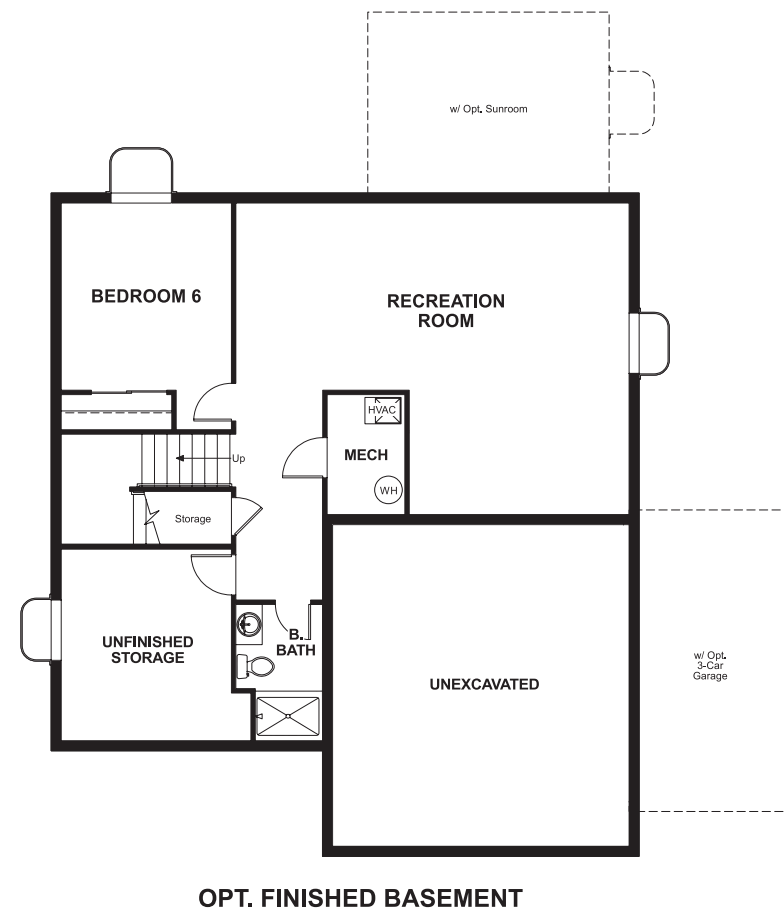 w/ Opt. Sunroom
BEDROOM 6
RECREATION
ROOM
HVAC
MECH
Up
WH
Storage
B.
BATH
UNFINISHED
STORAGE
UNEXCAVATED
w/ Opt.
3-Car
Garage
OPT. FINISHED BASEMENT